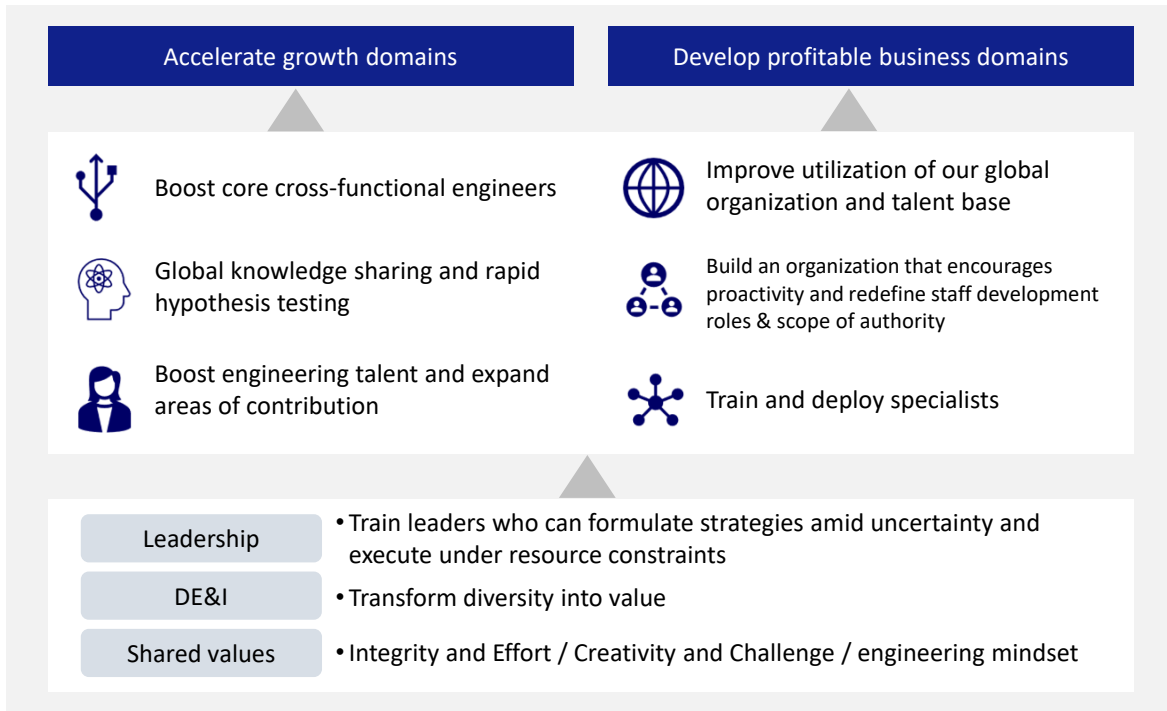 Accelerate growth domains
Develop profitable business domains
Boost core cross-functional engineers
Global knowledge sharing and rapid
hypothesis testing
Boost engineering talent and expand
areas of contribution
Improve utilization of our global
organization and talent base
Build an organization that encourages
proactivity and redefine staff development
roles & scope of authority
Train and deploy specialists
Leadership
• Train leaders who can formulate strategies amid uncertainty and
execute under resource constraints
DE&I
• Transform diversity into value
Shared values
• Integrity and Effort / Creativity and Challenge / engineering mindset